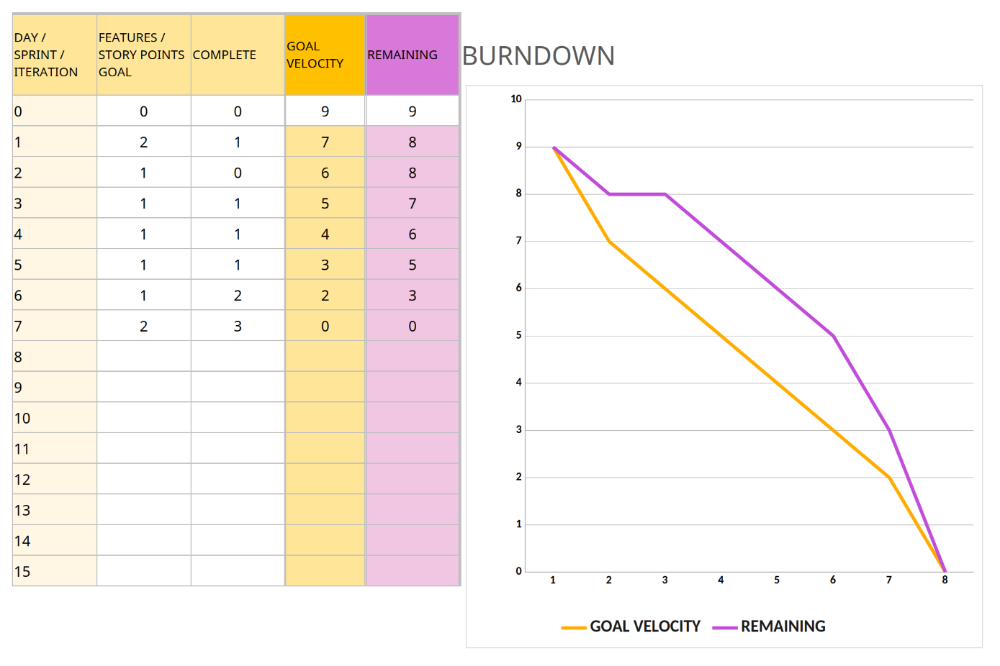 DAY / SPRINT / ITERATION FEATURES / STORY POINTS GOAL COMPLETE GOAL VELOCITY REMAINING
0 0 0 9 9
1 2 1 7 8
2 1 0 6 8
3 1 1 5 7
4 1 1 4 6
5 1 1 3 5
6 1 2 2 3
7 2 3 0 0
8
9
10
11
12
13
14
15
BURNDOWN
10
9
8
7
6
5
4
3
2
1
0
1 2 3 4 5 6 7 8
GOAL VELOCITY REMAINING